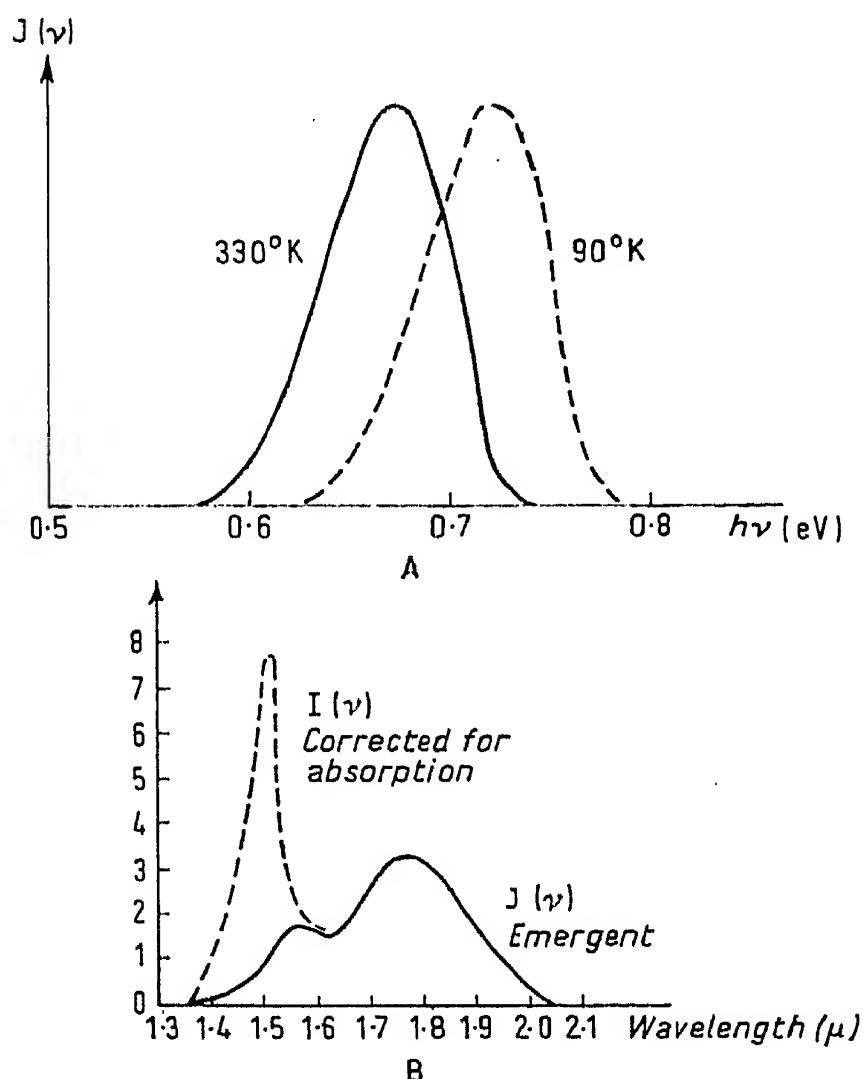 J (ν)
330°K
90°K
0·5 0·6 0·7 0·8 hν (eV)
A
8
7
6
5
4
3
2
1
0
I (ν)
Corrected for
absorption
J (ν)
Emergent
1·3 1·4 1·5 1·6 1·7 1·8 1·9 2·0 2·1 Wavelength (μ)
B